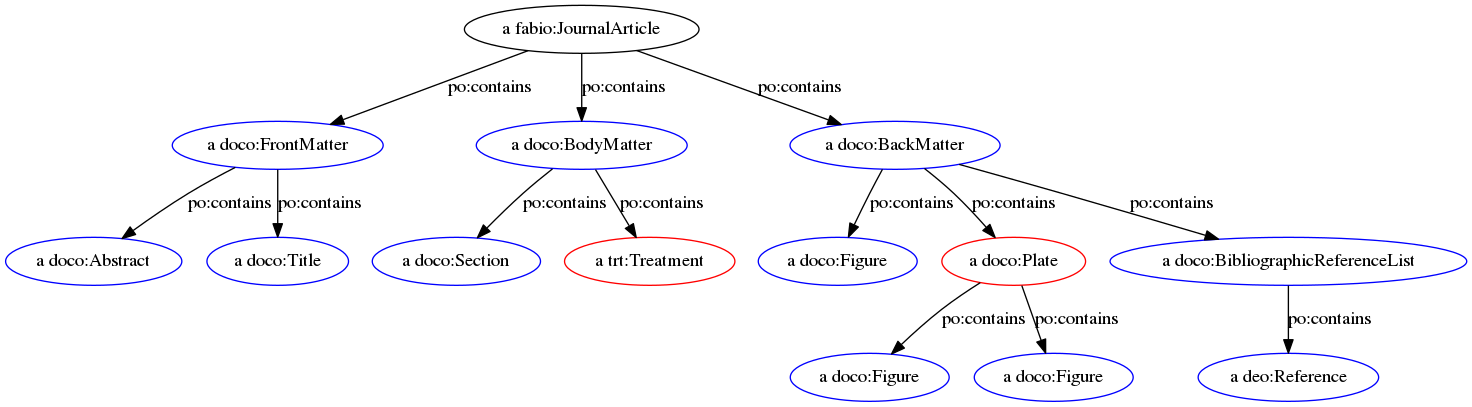 a fabio:JournalArticle
po:contains
po:contains
po:contains
a doco:FrontMatter
a doco:BodyMatter
a doco:BackMatter
po:contains
po:contains
po:contains
po:contains
po:contains
po:contains
po:contains
a doco:Abstract
a doco:Title
a doco:Section
a trt:Treatment
a doco:Figure
a doco:Plate
a doco:BibliographicReferenceList
po:contains
po:contains
po:contains
a doco:Figure
a doco:Figure
a deo:Reference